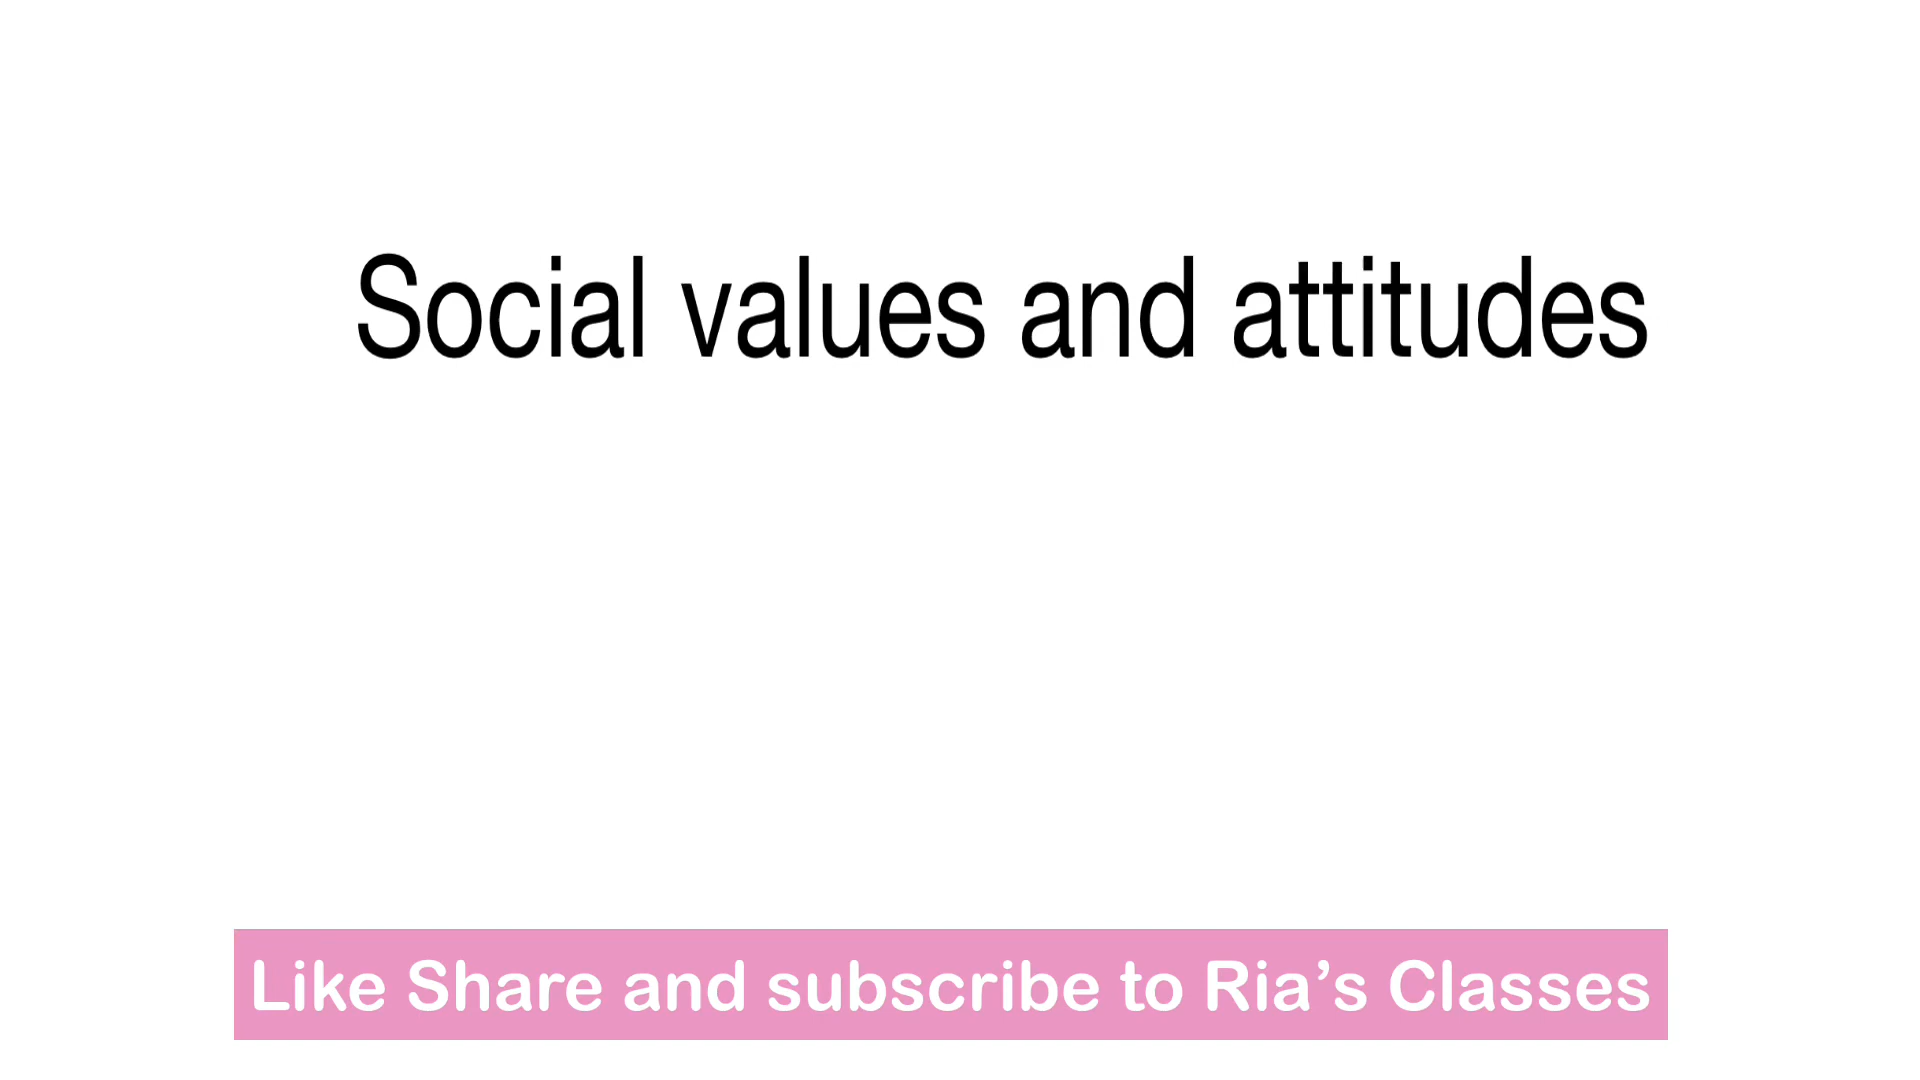 Social values and attitudes
Like Share and subscribe to Ria’s Classes